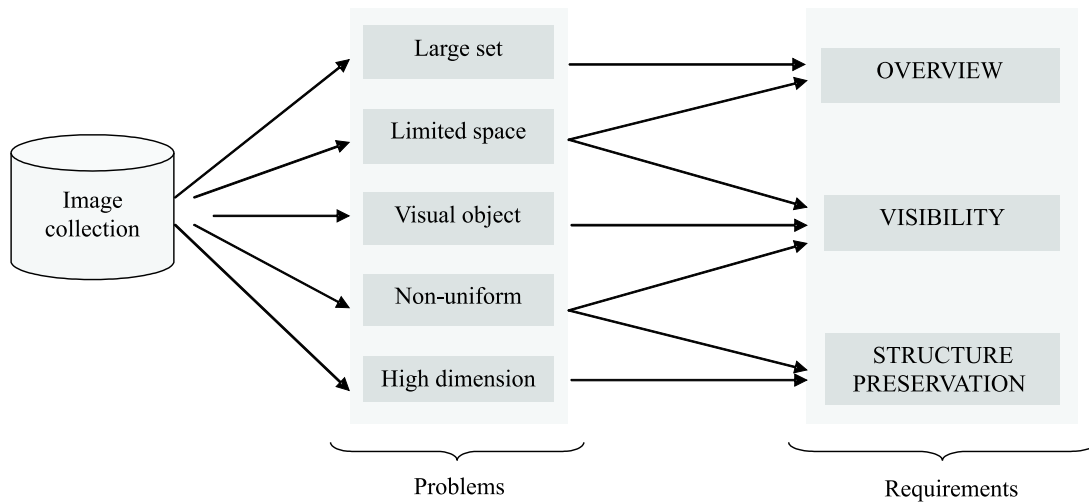 Image
collection
Large set
Limited space
Visual object
Non-uniform
High dimension
Problems
OVERVIEW
VISIBILITY
STRUCTURE
PRESERVATION
Requirements